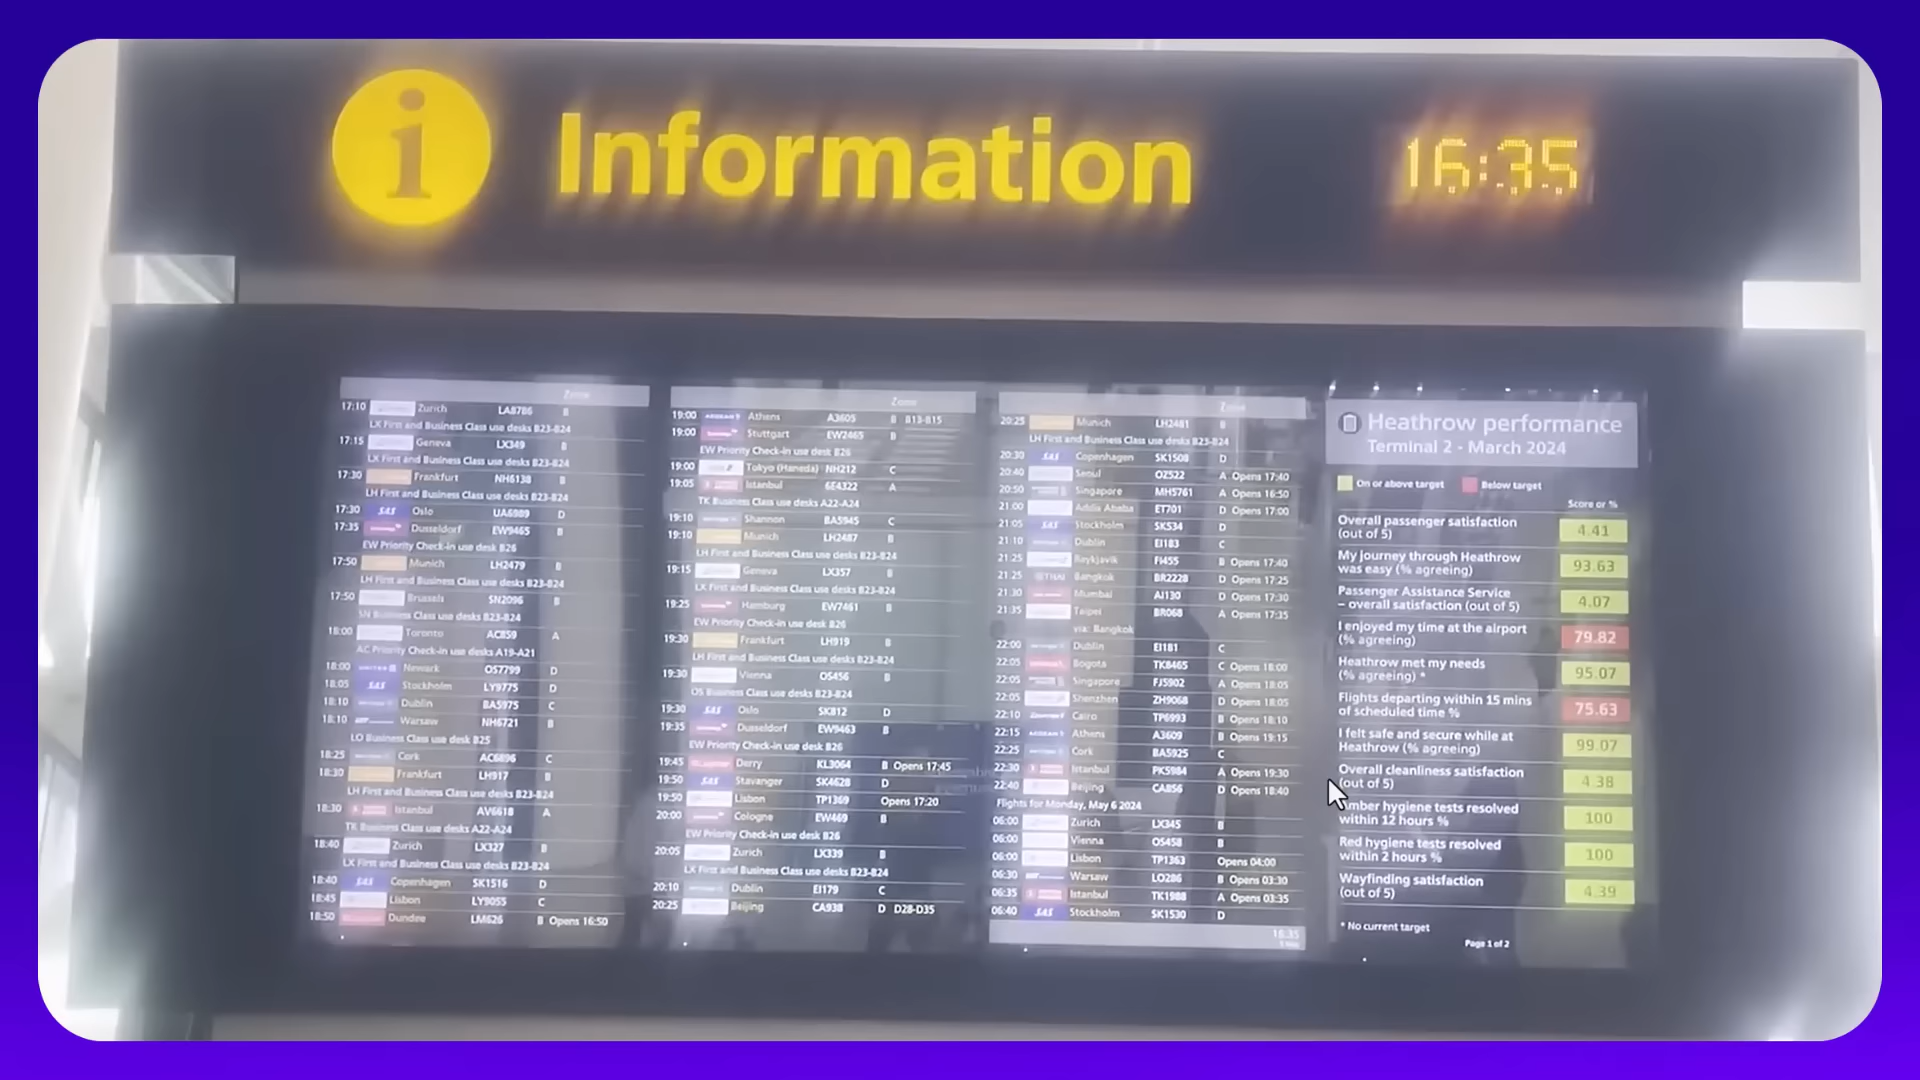 i Information 16:35
Zone
17:10 Zurich LA8786 B
LX First and Business Class use desks B23-B24
17:15 Geneva LX349 B
LX First and Business Class use desks B23-B24
17:30 Frankfurt NH6138 B
LH First and Business Class use desks B23-B24
17:30 SAS Oslo UA6989 D
17:35 Dusseldorf EW9465 B
EW Priority Check-in use desk B26
17:50 Munich LH2479 B
LH First and Business Class use desks B23-B24
17:50 Brussels SN2096 B
SN Business Class use desks B23-B24
18:00 Toronto AC859 A
AC Priority Check-in use desks A19-A21
18:00 Newark OS7799 D
18:05 SAS Stockholm LY9775 D
18:10 Dublin BA5975 C
18:10 Warsaw NH6721 B
LO Business Class use desk B25
18:25 Cork AC6896 C
18:30 Frankfurt LH917 B
LH First and Business Class use desks B23-B24
18:30 Istanbul AV6618 A
TK Business Class use desks A22-A24
18:40 Zurich LX327 B
LX First and Business Class use desks B23-B24
18:40 SAS Copenhagen SK1516 D
18:45 Lisbon LY9055 C
18:50 Dundee LM626 B Opens 16:50
Zone
19:00 AEGEAN Athens A3605 B B13-B15
19:00 Stuttgart EW2465 B
EW Priority Check-in use desk B26
19:00 Tokyo (Haneda) NH212 C
19:05 Istanbul 6E4322 A
TK Business Class use desks A22-A24
19:10 Shannon BA5945 C
19:10 Munich LH2487 B
LH First and Business Class use desks B23-B24
19:15 Geneva LX357 B
LX First and Business Class use desks B23-B24
19:25 Hamburg EW7461 B
EW Priority Check-in use desk B26
19:30 Frankfurt LH919 B
LH First and Business Class use desks B23-B24
19:30 Vienna OS456 B
OS Business Class use desks B23-B24
19:30 SAS Oslo SK812 D
19:35 Dusseldorf EW9463 B
EW Priority Check-in use desk B26
19:45 Derry KL3064 B Opens 17:45
19:50 SAS Stavanger SK4628 D
19:50 Lisbon TP1369 Opens 17:20
20:00 Cologne EW469 B
EW Priority Check-in use desk B26
20:05 Zurich LX339 B
LX First and Business Class use desks B23-B24
20:10 Dublin EI179 C
20:25 Beijing CA938 D D28-D35
Zone
20:25 Munich LH2481 B
LH First and Business Class use desks B23-B24
20:30 SAS Copenhagen SK1508 D
20:40 Seoul OZ522 A Opens 17:40
20:50 Singapore MH5761 A Opens 16:50
21:00 Addis Ababa ET701 D Opens 17:00
21:05 SAS Stockholm SK534 D
21:10 Dublin EI183 C
21:25 Reykjavik FI455 B Opens 17:40
21:25 THAI Bangkok BR2228 D Opens 17:25
21:30 Mumbai AI130 D Opens 17:30
21:35 Taipei BR068 A Opens 17:35
via: Bangkok
22:00 Dublin EI181 C
22:05 Bogota TK8465 C Opens 18:00
22:05 Singapore FJ5902 A Opens 18:05
22:05 Shenzhen ZH9068 D Opens 18:05
22:10 Cairo TP6993 B Opens 18:10
22:15 AEGEAN Athens A3609 B Opens 19:15
22:25 Cork BA5925 C
22:30 Istanbul PK5984 A Opens 19:30
22:40 Beijing CA856 D Opens 18:40
Flights for Monday, May 6 2024
06:00 Zurich LX345 B
06:00 Vienna OS458 B
06:00 Lisbon TP1363 Opens 04:00
06:30 Warsaw LO286 B Opens 03:30
06:35 Istanbul TK1988 A Opens 03:35
06:40 SAS Stockholm SK1530 D
16:35
Heathrow performance
Terminal 2 - March 2024
On or above target Below target
Score or %
Overall passenger satisfaction
(out of 5) 4.41
My journey through Heathrow
was easy (% agreeing) 93.63
Passenger Assistance Service
– overall satisfaction (out of 5) 4.07
I enjoyed my time at the airport
(% agreeing) 79.82
Heathrow met my needs
(% agreeing) * 95.07
Flights departing within 15 mins
of scheduled time % 75.63
I felt safe and secure while at
Heathrow (% agreeing) 99.07
Overall cleanliness satisfaction
(out of 5) 4.38
mber hygiene tests resolved
within 12 hours % 100
Red hygiene tests resolved
within 2 hours % 100
Wayfinding satisfaction
(out of 5) 4.39
* No current target
Page 1 of 2